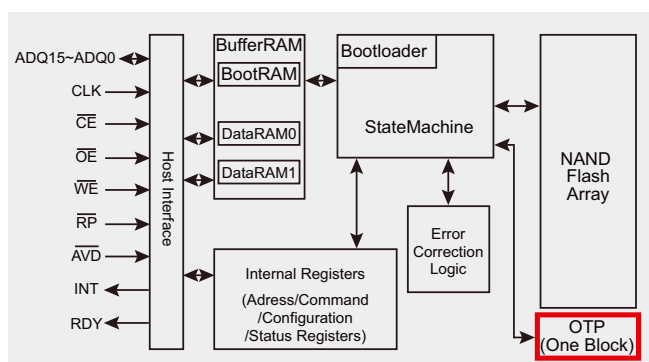 ADQ15~ADQ0
CLK
CE
OE
WE
RP
AVD
INT
RDY
Host Interface
BufferRAM
BootRAM
DataRAM0
DataRAM1
Internal Registers
(Adress/Command
/Configuration
/Status Registers)
Bootloader
StateMachine
Error
Correction
Logic
NAND
Flash
Array
OTP
(One Block)